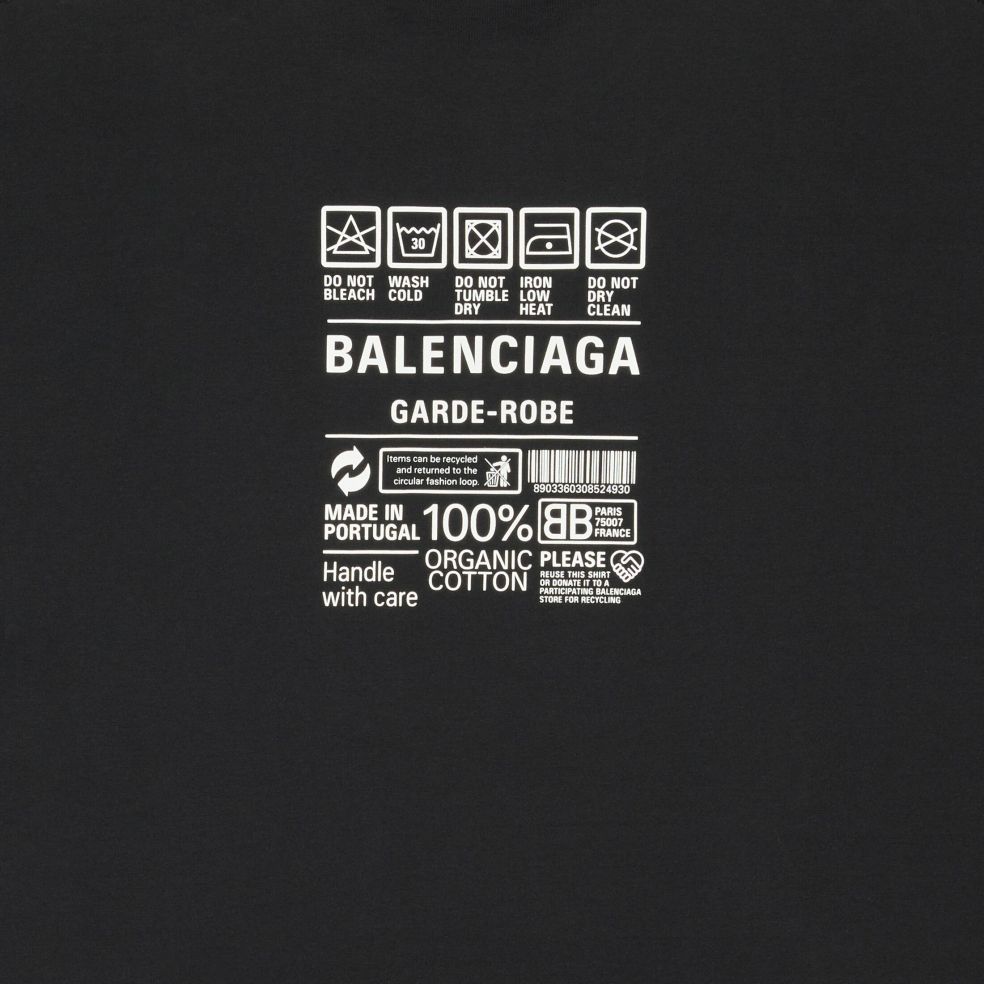 30
DO NOT
BLEACH
WASH
COLD
DO NOT
TUMBLE
DRY
IRON
LOW
HEAT
DO NOT
DRY
CLEAN
BALENCIAGA
GARDE-ROBE
Items can be recycled
and returned to the
circular fashion loop.
8903360308524930
MADE IN
PORTUGAL
100%
ORGANIC
COTTON
BB
PARIS
75007
FRANCE
Handle
with care
PLEASE
REUSE THIS SHIRT
OR DONATE IT TO A
PARTICIPATING BALENCIAGA
STORE FOR RECYCLING